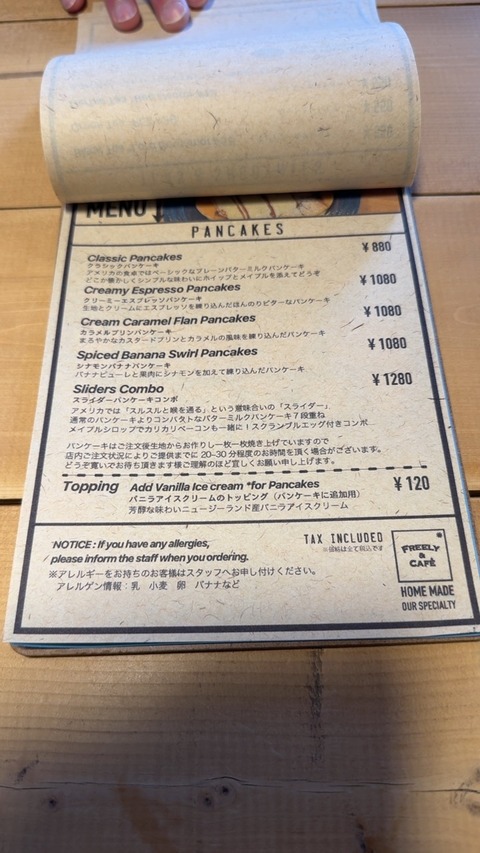 MENU
PANCAKES
Classic Pancakes ¥880
クラシックパンケーキ
アメリカの食卓ではベーシックなプレーンバターミルクパンケーキ
どこか懐かしくシンプルな味わいにホイップとメイプルを添えてどうぞ
Creamy Espresso Pancakes ¥1080
クリーミーエスプレッソパンケーキ
生地とクリームにエスプレッソを練り込んだほんのりビターなパンケーキ
Cream Caramel Flan Pancakes ¥1080
カラメルプリンパンケーキ
まろやかなカスタードプリンとカラメルの風味を練り込んだパンケーキ
Spiced Banana Swirl Pancakes ¥1080
シナモンバナナパンケーキ
バナナピューレと果肉にシナモンを加えて練り込んだパンケーキ
Sliders Combo ¥1280
スライダーパンケーキコンボ
アメリカでは「スルスルと喉を通る」という意味合いの「スライダー」
通常のパンケーキよりコンパクトなバターミルクパンケーキ7段重ね
メイプルシロップでカリカリベーコンも一緒に！スクランブルエッグ付きコンボ
パンケーキはご注文後生地からお作りし一枚一枚焼き上げていますので
店内ご注文状況によりご提供までに 20–30 分程度のお時間を頂く場合がございます。
どうぞ寛いでお待ち頂きます様ご理解のほど宜しくお願い申し上げます。
Topping Add Vanilla Ice cream *for Pancakes ¥120
バニラアイスクリームのトッピング（パンケーキに追加用）
芳醇な味わいニュージーランド産バニラアイスクリーム
*NOTICE : If you have any allergies,
please inform the staff when you ordering.
※アレルギーをお持ちのお客様はスタッフへお申し付けください。
アレルゲン情報：乳 小麦 卵 バナナなど
TAX INCLUDED
※価格は全て税込です
FREELY
&
CAFÉ
HOME MADE
OUR SPECIALTY